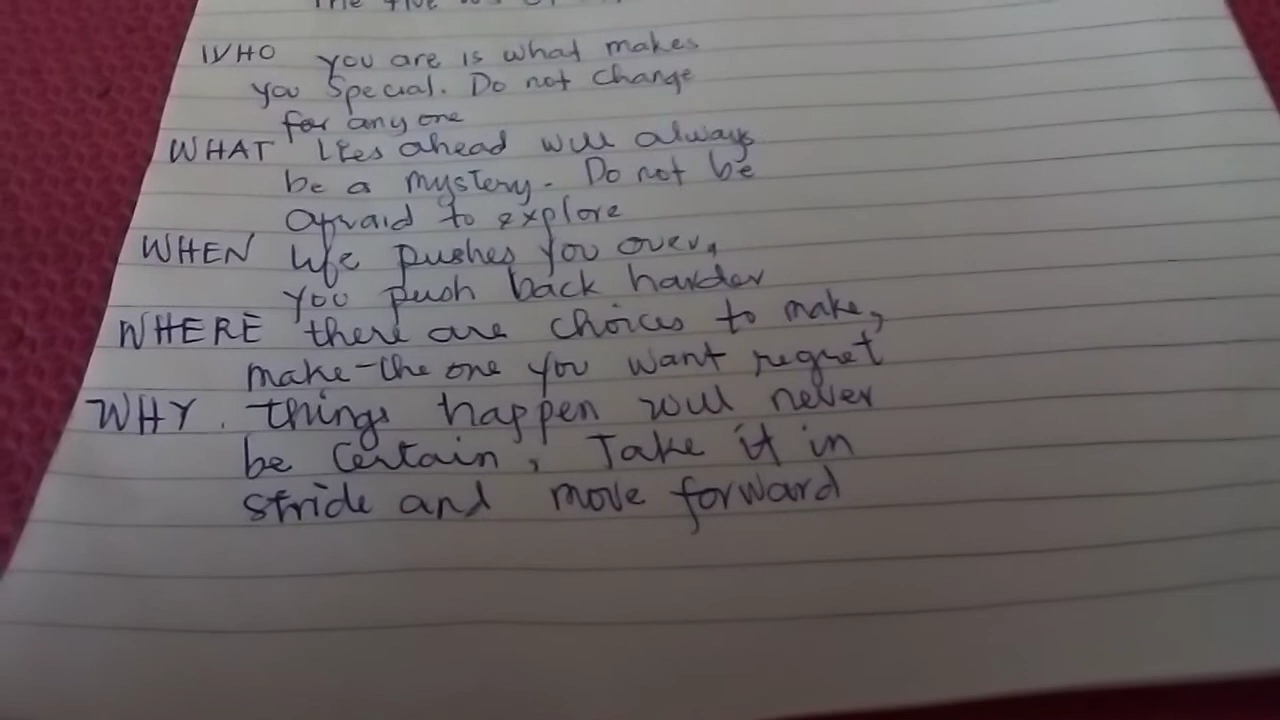 The five
WHO you are is what makes
you special. Do not change
for any one
WHAT lies ahead will always
be a mystery. Do not be
afraid to explore
WHEN life pushes you over,
you push back harder
WHERE there are choices to make,
make the one you want regret
WHY. things happen will never
be certain, Take it in
stride and move forward